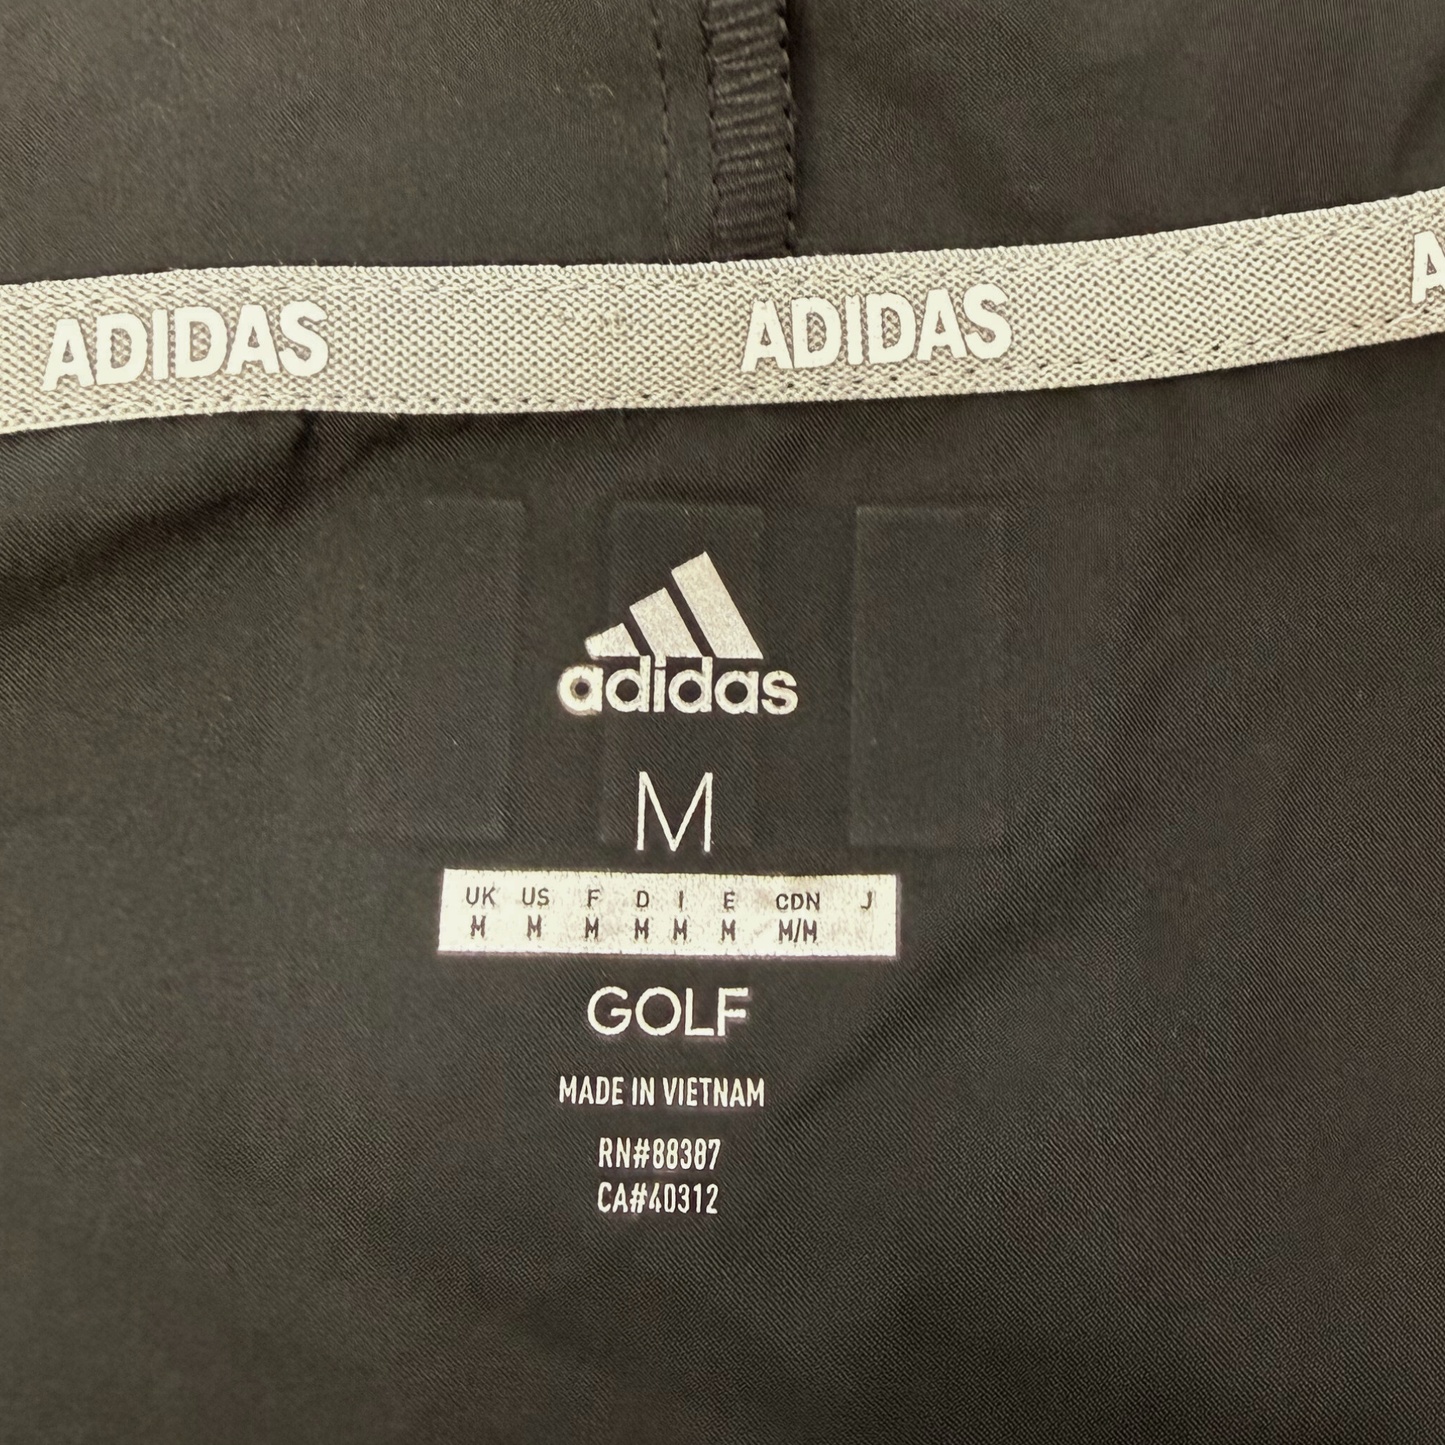 ADIDAS ADIDAS A
adidas
M
UK US F D I E CDN J
M M M M M M M/M
GOLF
MADE IN VIETNAM
RN#88387
CA#40312